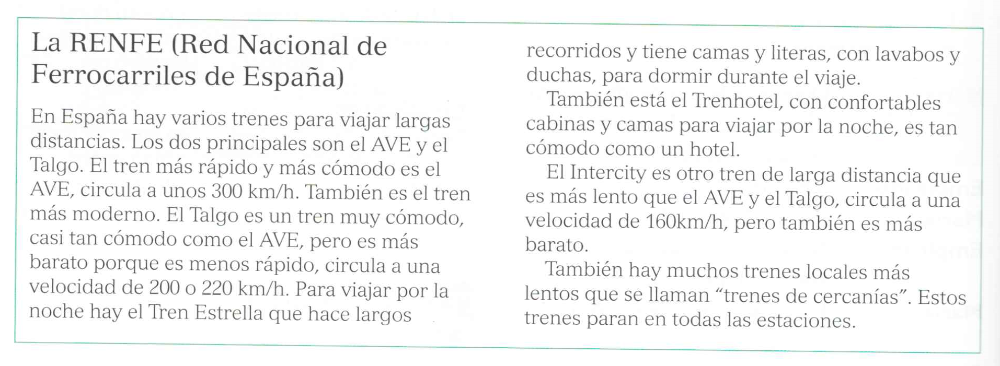 La RENFE (Red Nacional de
Ferrocarriles de España)
En España hay varios trenes para viajar largas
distancias. Los dos principales son el AVE y el
Talgo. El tren más rápido y más cómodo es el
AVE, circula a unos 300 km/h. También es el tren
más moderno. El Talgo es un tren muy cómodo,
casi tan cómodo como el AVE, pero es más
barato porque es menos rápido, circula a una
velocidad de 200 o 220 km/h. Para viajar por la
noche hay el Tren Estrella que hace largos
recorridos y tiene camas y literas, con lavabos y
duchas, para dormir durante el viaje.
También está el Trenhotel, con confortables
cabinas y camas para viajar por la noche, es tan
cómodo como un hotel.
El Intercity es otro tren de larga distancia que
es más lento que el AVE y el Talgo, circula a una
velocidad de 160km/h, pero también es más
barato.
También hay muchos trenes locales más
lentos que se llaman “trenes de cercanías”. Estos
trenes paran en todas las estaciones.